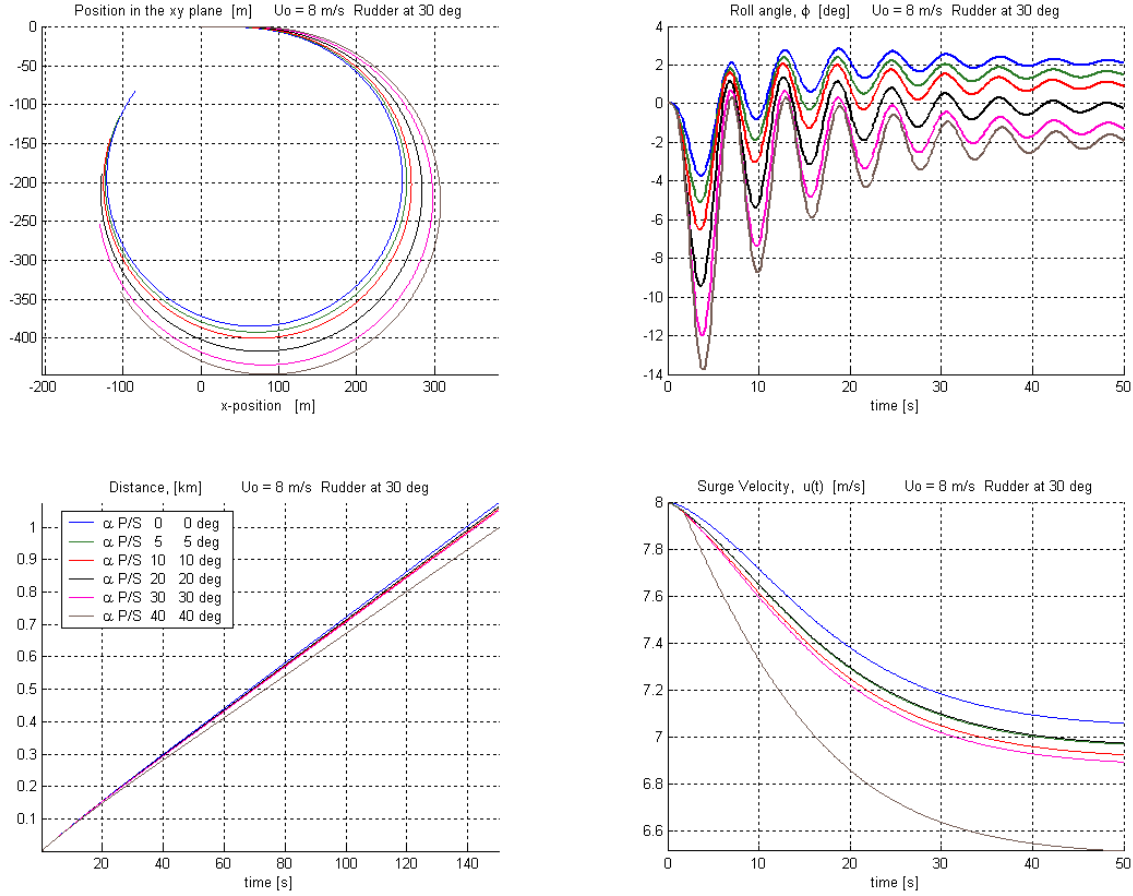 Position in the xy plane [m] Uo = 8 m/s Rudder at 30 deg
0
-50
-100
-150
-200
-250
-300
-350
-400
-200 -100 0 100 200 300
x-position [m]
Roll angle, ϕ [deg] Uo = 8 m/s Rudder at 30 deg
4
2
0
-2
-4
-6
-8
-10
-12
-14
0 10 20 30 40 50
time [s]
Distance, [km] Uo = 8 m/s Rudder at 30 deg
α P/S 0 0 deg
α P/S 5 5 deg
α P/S 10 10 deg
α P/S 20 20 deg
α P/S 30 30 deg
α P/S 40 40 deg
1
0.9
0.8
0.7
0.6
0.5
0.4
0.3
0.2
0.1
20 40 60 80 100 120 140
time [s]
Surge Velocity, u(t) [m/s] Uo = 8 m/s Rudder at 30 deg
8
7.8
7.6
7.4
7.2
7
6.8
6.6
0 10 20 30 40 50
time [s]